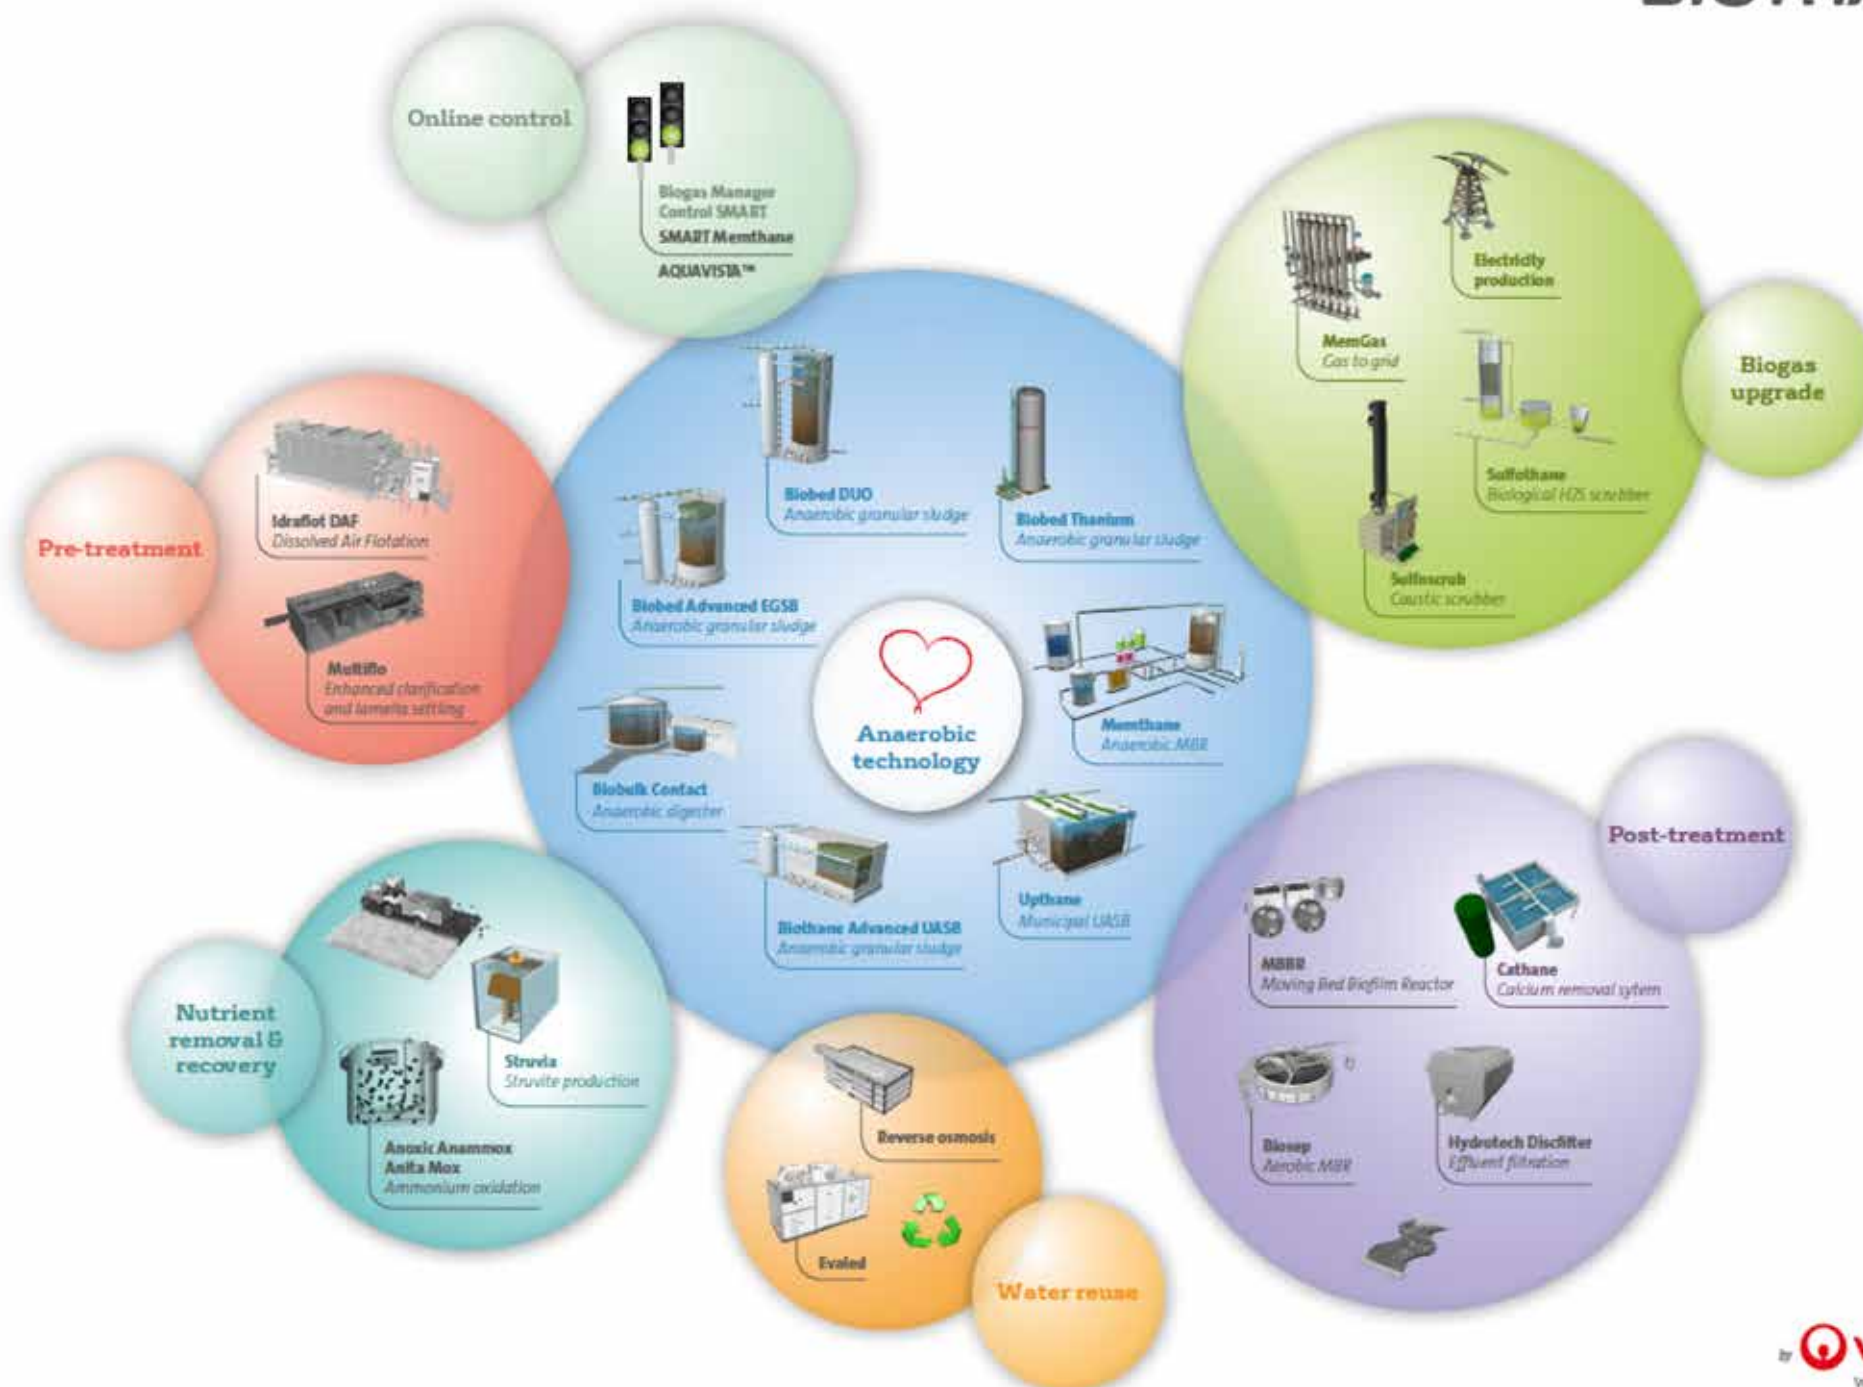 Online control
Biogas Manager
Control SMART
SMART Memthane
AQUAVISTA™
Electricity
production
MemGas
Gas to grid
Biogas
upgrade
Sulfothane
Biological H2S scrubber
Sulfoscrub
Caustic scrubber
Pre-treatment
Idraflot DAF
Dissolved Air Flotation
Multiflo
Enhanced clarification
and lamella settling
Biobed DUO
Anaerobic granular sludge
Biobed Thanium
Anaerobic granular sludge
Biobed Advanced EGSB
Anaerobic granular sludge
Anaerobic
technology
Memthane
Anaerobic MBR
Biobulk Contact
Anaerobic digester
Upthane
Municipal UASB
Biothane Advanced UASB
Anaerobic granular sludge
Post-treatment
MBBR
Moving Bed Biofilm Reactor
Cathane
Calcium removal sytem
Biosep
Aerobic MBR
Hydrotech Discfilter
Effluent filtration
Nutrient
removal &
recovery
Struvia
Struvite production
Anoxic Anammox
Anita Mox
Ammonium oxidation
Reverse osmosis
Evaled
Water reuse
by